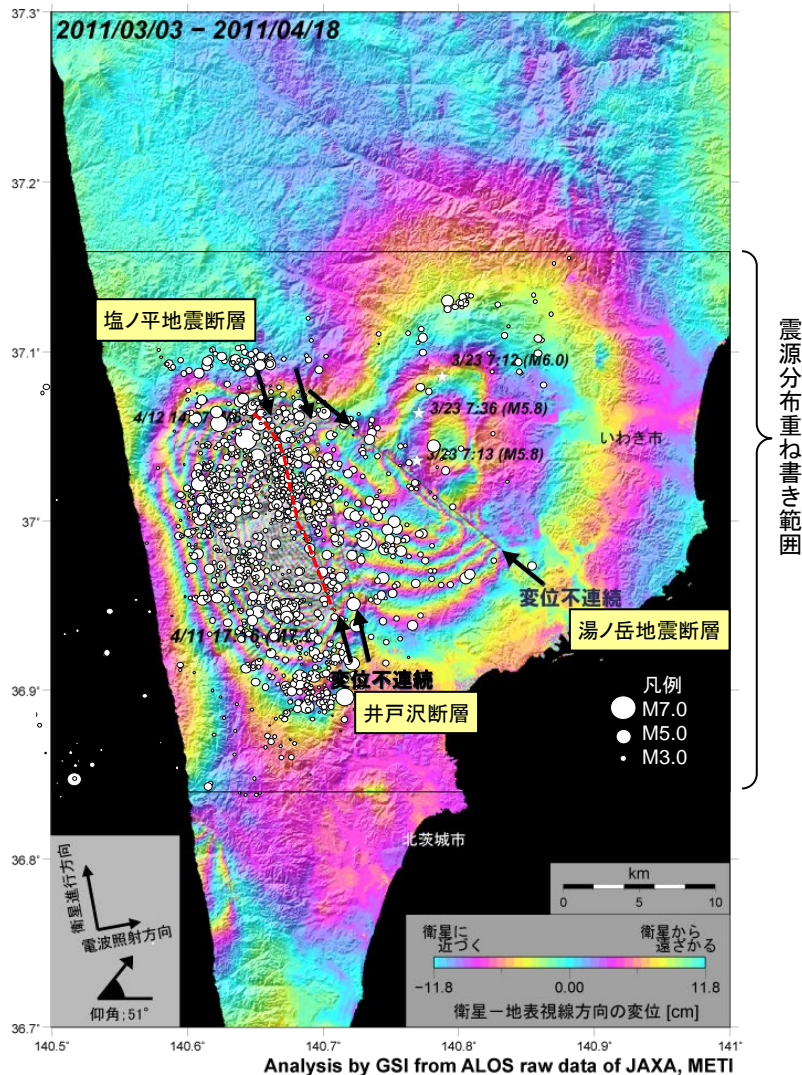 2011/03/03 – 2011/04/18
37.3˚
37.2˚
37.1˚
37˚
36.9˚
36.8˚
36.7˚
塩ノ平地震断層
3/23 7:12 (M6.0)
3/23 7:36 (M5.8)
3/23 7:13 (M5.8)
4/12 14
4/11 17
いわき市
震源分布重ね書き範囲
変位不連続
湯ノ岳地震断層
変位不連続
井戸沢断層
凡例
M7.0
M5.0
M3.0
北茨城市
衛星進行方向
電波照射方向
仰角;51°
km
0 5 10
衛星に
近づく
衛星から
遠ざかる
−11.8 0.00 11.8
衛星−地表視線方向の変位 [cm]
140.5˚ 140.6˚ 140.7˚ 140.8˚ 140.9˚ 141˚
Analysis by GSI from ALOS raw data of JAXA, METI